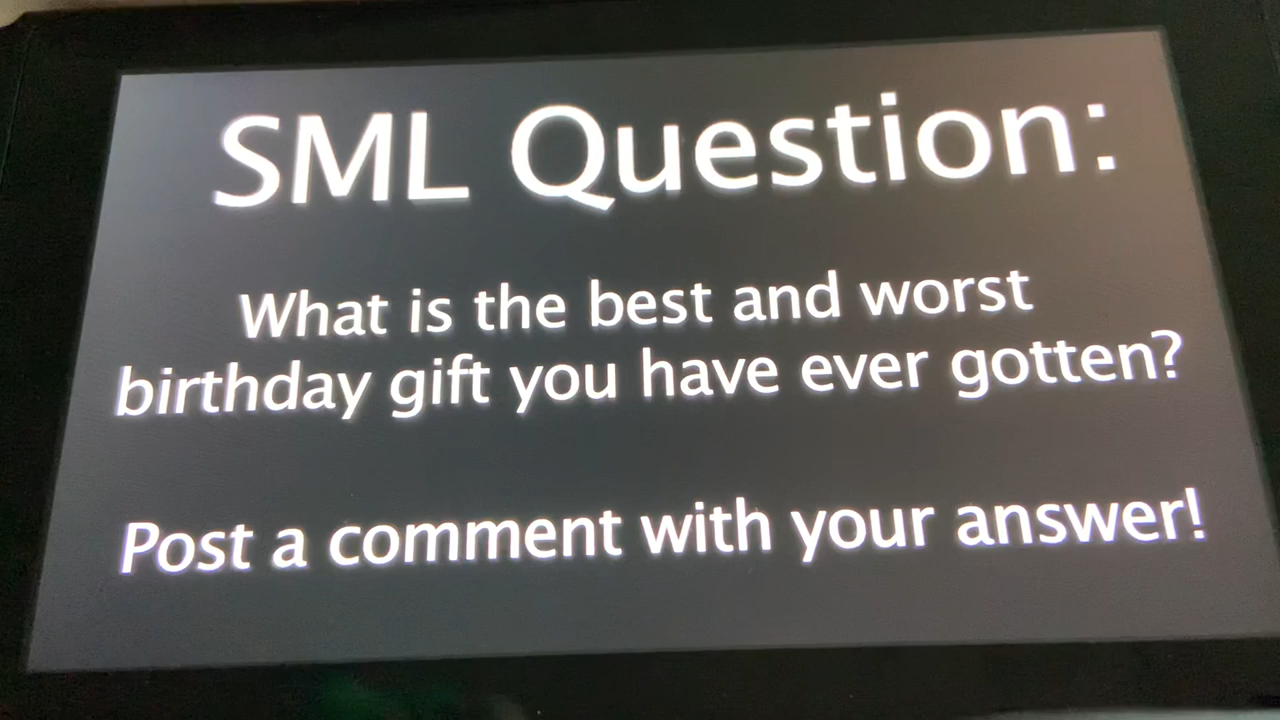 SML Question:
What is the best and worst
birthday gift you have ever gotten?
Post a comment with your answer!